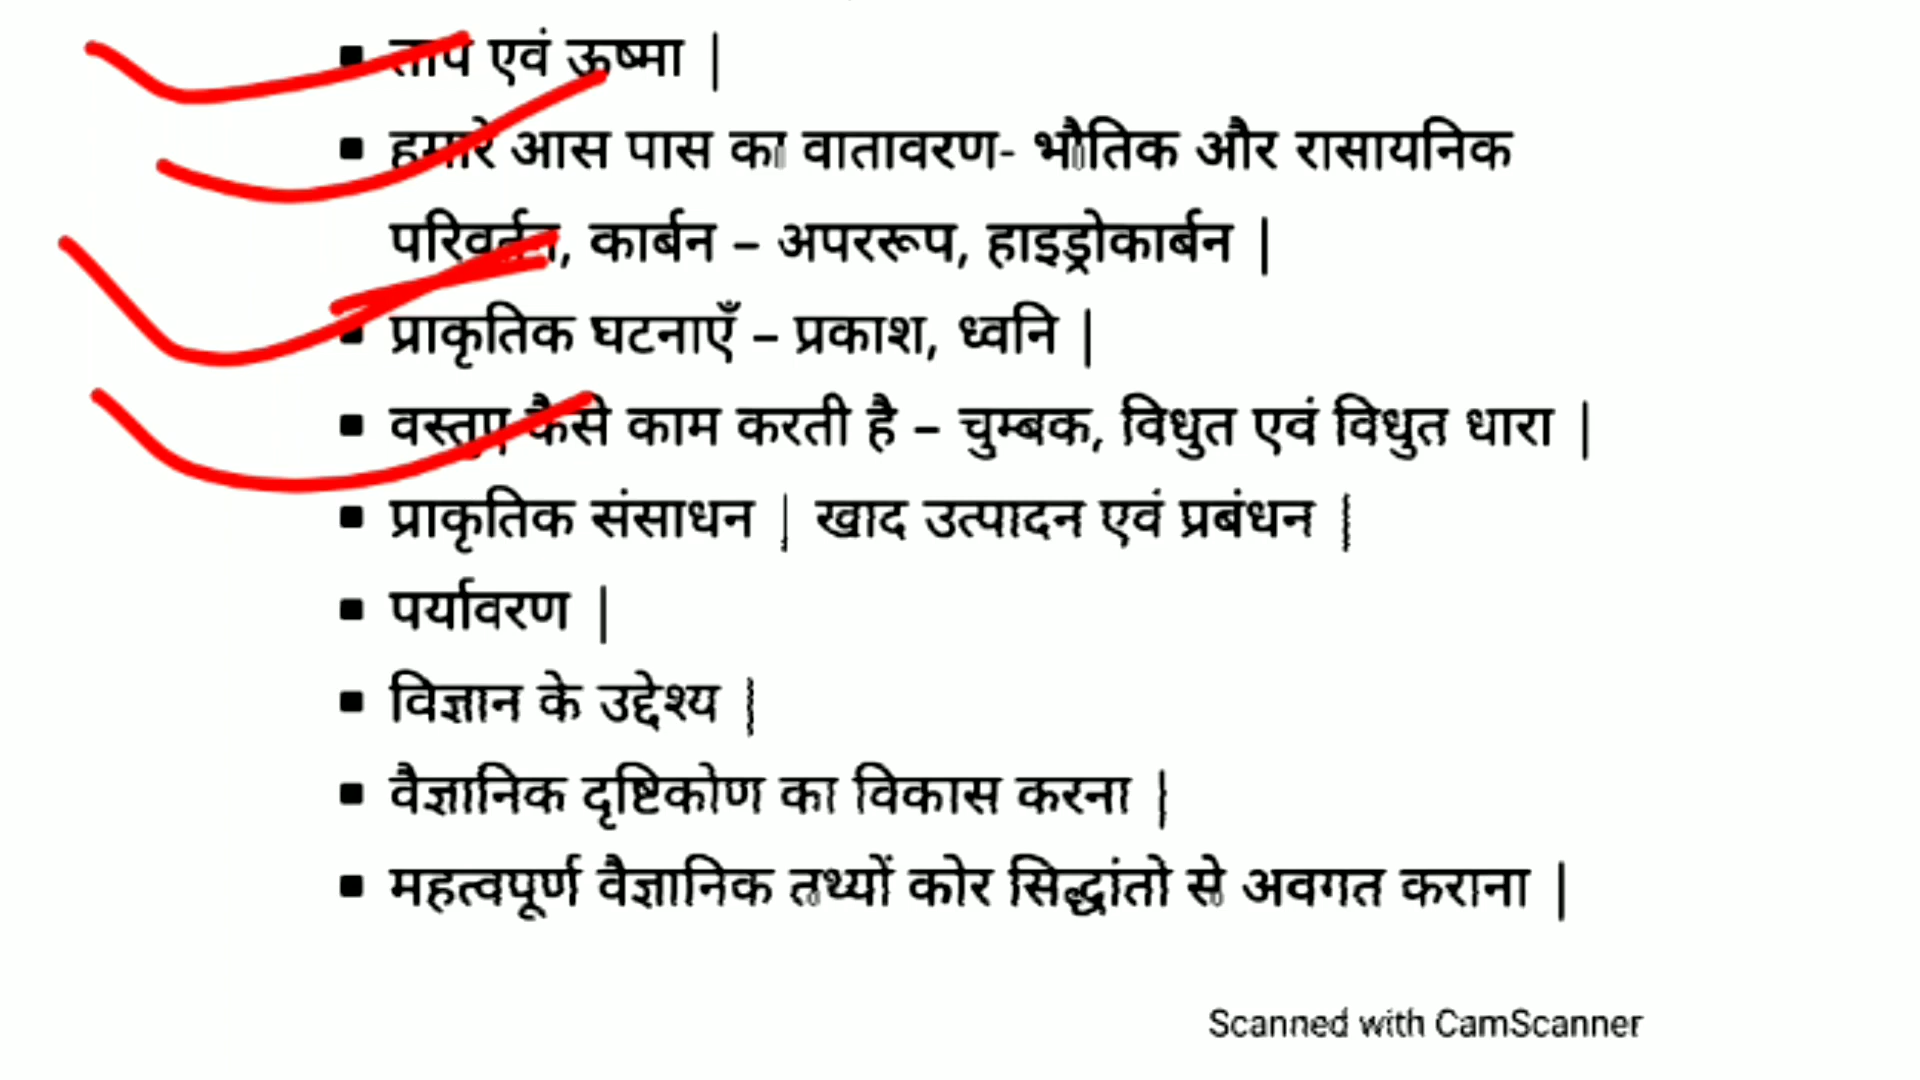 ▪ ताप एवं ऊष्मा |
▪ हमारे आस पास का वातावरण- भौतिक और रासायनिक
परिवर्तन, कार्बन – अपररूप, हाइड्रोकार्बन |
▪ प्राकृतिक घटनाएँ – प्रकाश, ध्वनि |
▪ वस्तुए कैसे काम करती है – चुम्बक, विधुत एवं विधुत धारा |
▪ प्राकृतिक संसाधन | खाद उत्पादन एवं प्रबंधन |
▪ पर्यावरण |
▪ विज्ञान के उद्देश्य |
▪ वैज्ञानिक दृष्टिकोण का विकास करना |
▪ महत्वपूर्ण वैज्ञानिक तथ्यों कोर सिद्धांतो से अवगत कराना |
Scanned with CamScanner